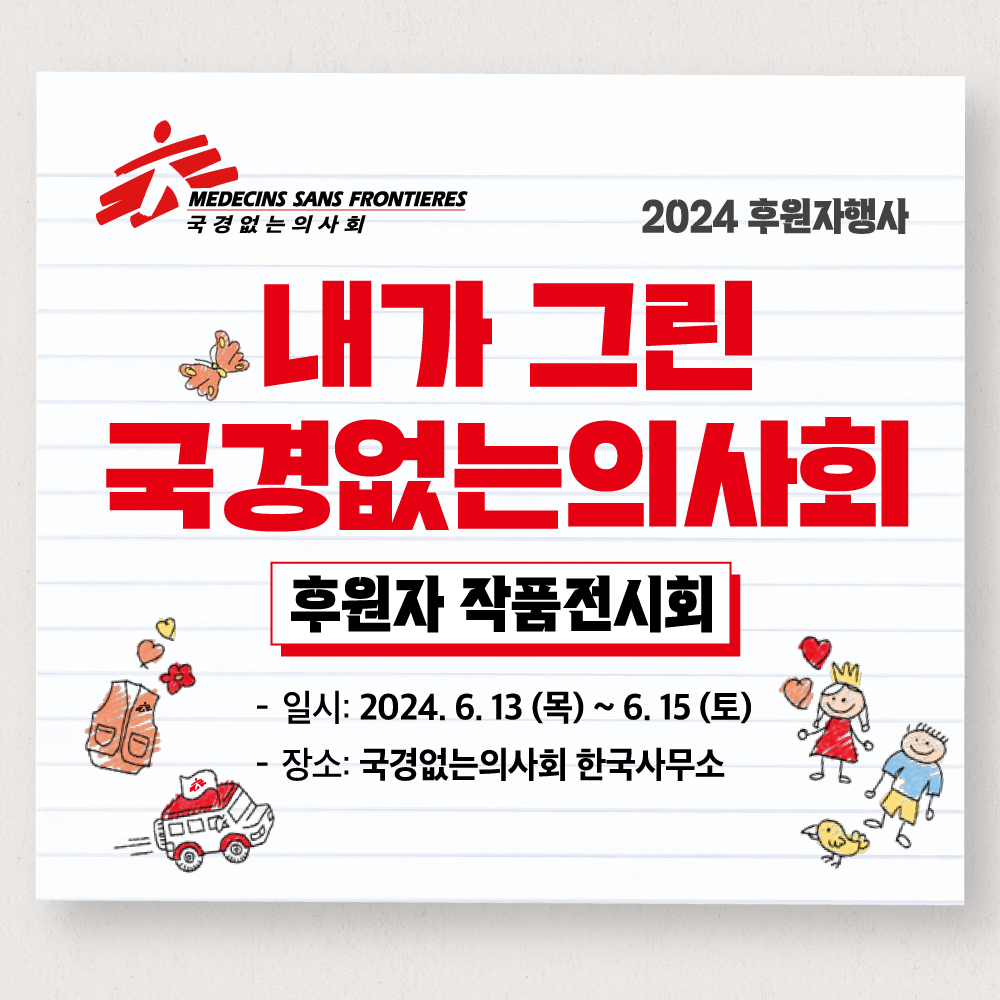 MEDECINS SANS FRONTIERES
국경없는의사회
2024 후원자행사
내가 그린
국경없는의사회
후원자 작품전시회
- 일시: 2024. 6. 13 (목) ~ 6. 15 (토)
- 장소: 국경없는의사회 한국사무소